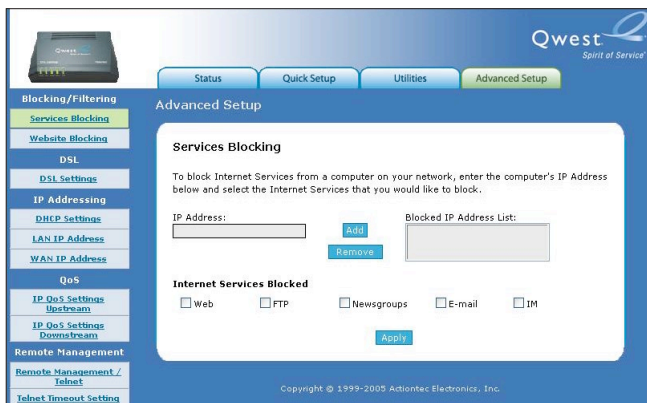 Qwest
Spirit of Service
Qwest
Status
Quick Setup
Utilities
Advanced Setup
Blocking/Filtering
Services Blocking
Website Blocking
DSL
DSL Settings
IP Addressing
DHCP Settings
LAN IP Address
WAN IP Address
QoS
IP QoS Settings
Upstream
IP QoS Settings
Downstream
Remote Management
Remote Management /
Telnet
Telnet Timeout Setting
Advanced Setup
Services Blocking
To block Internet Services from a computer on your network, enter the computer's IP Address
below and select the Internet Services that you would like to block.
IP Address:
Add
Remove
Blocked IP Address List:
Internet Services Blocked
Web
FTP
Newsgroups
E-mail
IM
Apply
Copyright © 1999-2005 Actiontec Electronics, Inc.